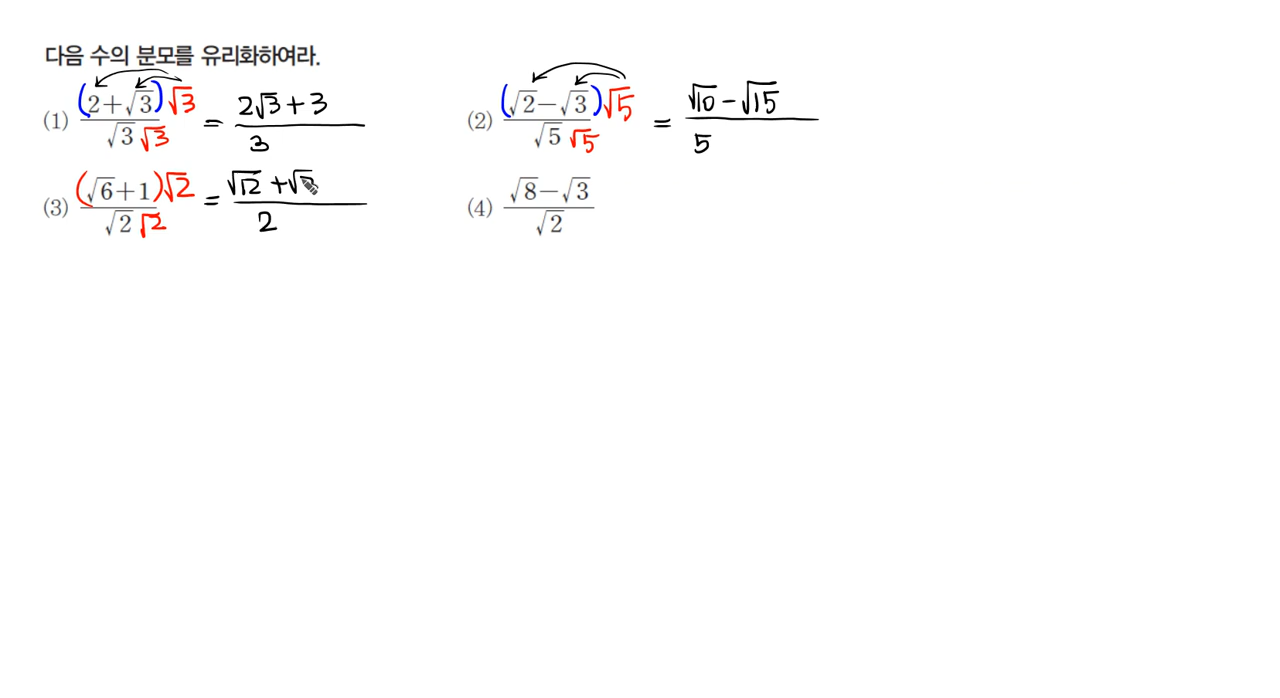 다음 수의 분모를 유리화하여라.
(1) (2+√3)√3 / √3 √3 = 2√3+3 / 3
(2) (√2−√3)√5 / √5 √5 = √10−√15 / 5
(3) (√6+1)√2 / √2 √2 = √12+√ / 2
(4) √8−√3 / √2